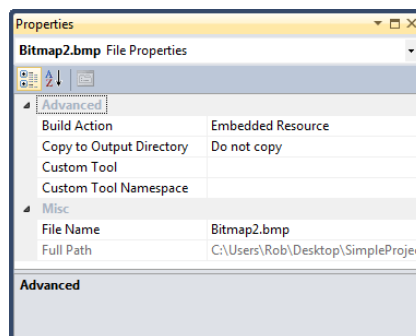 Properties
Bitmap2.bmp File Properties
Advanced
Build Action Embedded Resource
Copy to Output Directory Do not copy
Custom Tool
Custom Tool Namespace
Misc
File Name Bitmap2.bmp
Full Path C:\Users\Rob\Desktop\SimpleProje
Advanced